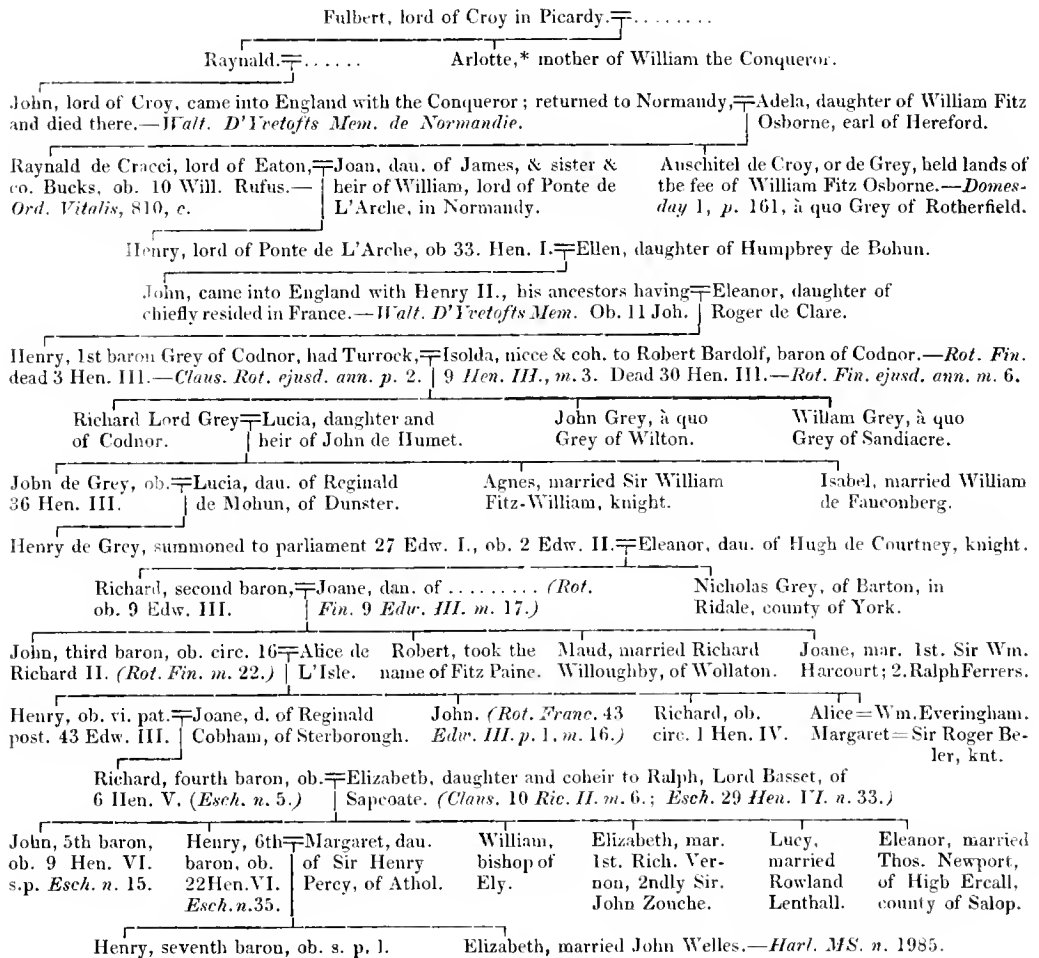 Fulbert, lord of Croy in Picardy.=. . . . . . . .
Raynald.=. . . . . . Arlotte,* mother of William the Conqueror.
John, lord of Croy, came into England with the Conqueror; returned to Normandy,=Adela, daughter of William Fitz
and died there.—Walt. D'Yvetofts Mem. de Normandie. Osborne, earl of Hereford.
Raynald de Cracci, lord of Eaton,=Joan, dau. of James, & sister & Anschitel de Croy, or de Grey, held lands of
co. Bucks, ob. 10 Will. Rufus.— heir of William, lord of Ponte de the fee of William Fitz Osborne.—Domes-
Ord. Vitalis, 810, c. L'Arche, in Normandy. day 1, p. 161, à quo Grey of Rotherfield.
Henry, lord of Ponte de L'Arche, ob 33. Hen. I.=Ellen, daughter of Humphrey de Bohun.
John, came into England with Henry II., his ancestors having=Eleanor, daughter of
chiefly resided in France.—Walt. D'Yvetofts Mem. Ob. 11 Joh. Roger de Clare.
Henry, 1st baron Grey of Codnor, had Turrock,=Isolda, niece & coh. to Robert Bardolf, baron of Codnor.—Rot. Fin.
dead 3 Hen. III.—Claus. Rot. ejusd. ann. p. 2. 9 Hen. III., m. 3. Dead 30 Hen. III.—Rot. Fin. ejusd. ann. m. 6.
Richard Lord Grey=Lucia, daughter and John Grey, à quo Willam Grey, à quo
of Codnor. heir of John de Humet. Grey of Wilton. Grey of Sandiacre.
John de Grey, ob.=Lucia, dau. of Reginald Agnes, married Sir William Isabel, married William
36 Hen. III. de Mohun, of Dunster. Fitz-William, knight. de Fauconberg.
Henry de Grey, summoned to parliament 27 Edw. I., ob. 2 Edw. II.=Eleanor, dau. of Hugh de Courtney, knight.
Richard, second baron,=Joane, dau. of . . . . . . . . . (Rot. Nicholas Grey, of Barton, in
ob. 9 Edw. III. Fin. 9 Edw. III. m. 17.) Ridale, county of York.
John, third baron, ob. circ. 16=Alice de Robert, took the Maud, married Richard Joane, mar. 1st. Sir Wm.
Richard II. (Rot. Fin. m. 22.) L'Isle. name of Fitz Paine. Willoughby, of Wollaton. Harcourt; 2. Ralph Ferrers.
Henry, ob. vi. pat.=Joane, d. of Reginald John. (Rot. Franc. 43 Richard, ob. Alice=Wm. Everingham.
post. 43 Edw. III. Cobham, of Sterborough. Edw. III. p. 1, m. 16.) circ. 1 Hen. IV. Margaret=Sir Roger Be-
ler, knt.
Richard, fourth baron, ob.=Elizabeth, daughter and coheir to Ralph, Lord Basset, of
6 Hen. V. (Esch. n. 5.) Sapcoate. (Claus. 10 Ric. II. m. 6.; Esch. 29 Hen. VI. n. 33.)
John, 5th baron, Henry, 6th=Margaret, dau. William, Elizabeth, mar. Lucy, Eleanor, married
ob. 9 Hen. VI. baron, ob. of Sir Henry bishop of 1st. Rich. Ver- married Thos. Newport,
s.p. Esch. n. 15. 22 Hen. VI. Percy, of Athol. Ely. non, 2ndly Sir. Rowland of High Ercall,
Esch. n. 35. John Zouche. Lenthall. county of Salop.
Henry, seventh baron, ob. s. p. l. Elizabeth, married John Welles.—Harl. MS. n. 1985.